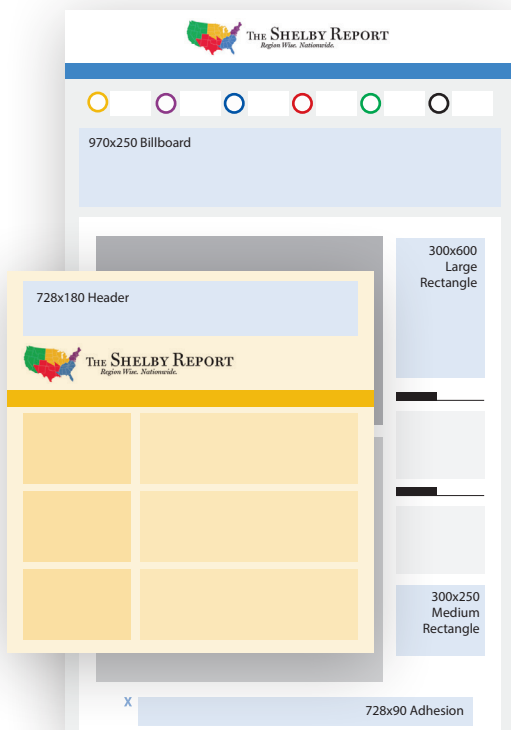 THE SHELBY REPORT
Region Wise. Nationwide.
970x250 Billboard
300x600
Large
Rectangle
728x180 Header
THE SHELBY REPORT
Region Wise. Nationwide.
300x250
Medium
Rectangle
X
728x90 Adhesion